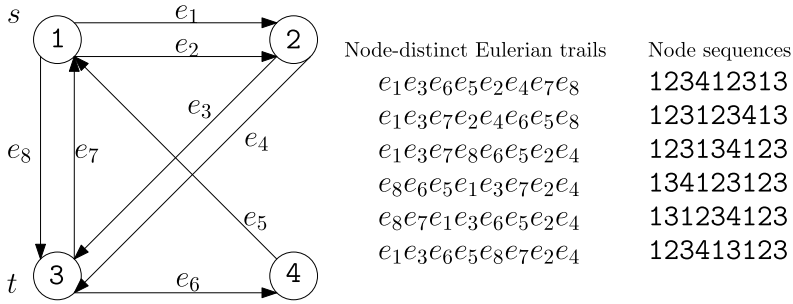 s
1
e₁
e₂
2
e₃
e₄
e₈
e₇
e₅
t
3
e₆
4
Node-distinct Eulerian trails Node sequences
e₁e₃e₆e₅e₂e₄e₇e₈ 123412313
e₁e₃e₇e₂e₄e₆e₅e₈ 123123413
e₁e₃e₇e₈e₆e₅e₂e₄ 123134123
e₈e₆e₅e₁e₃e₇e₂e₄ 134123123
e₈e₇e₁e₃e₆e₅e₂e₄ 131234123
e₁e₃e₆e₅e₈e₇e₂e₄ 123413123